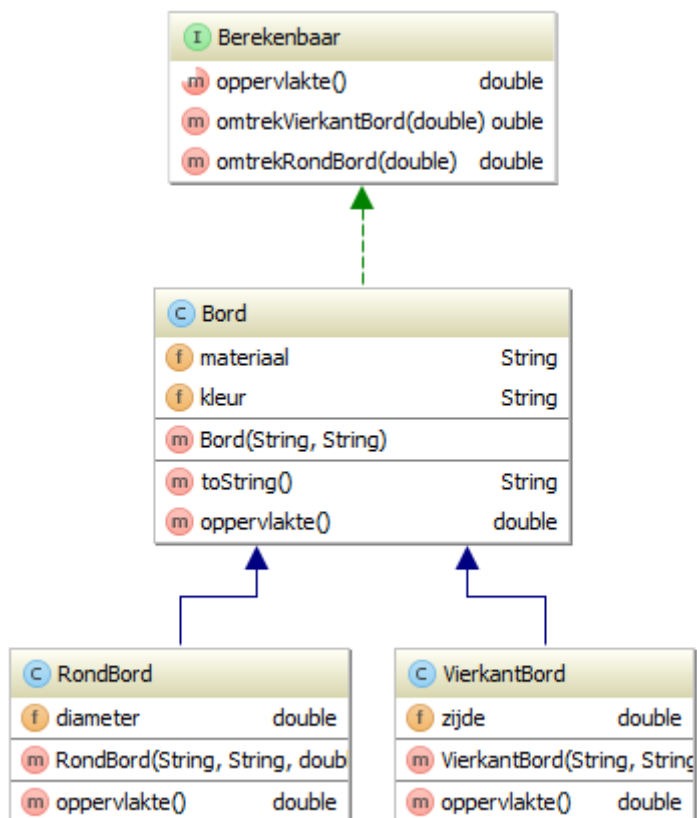 I Berekenbaar
m oppervlakte() double
m omtrekVierkantBord(double) ouble
m omtrekRondBord(double) double
C Bord
f materiaal String
f kleur String
m Bord(String, String)
m toString() String
m oppervlakte() double
C RondBord
f diameter double
m RondBord(String, String, doubl
m oppervlakte() double
C VierkantBord
f zijde double
m VierkantBord(String, String
m oppervlakte() double